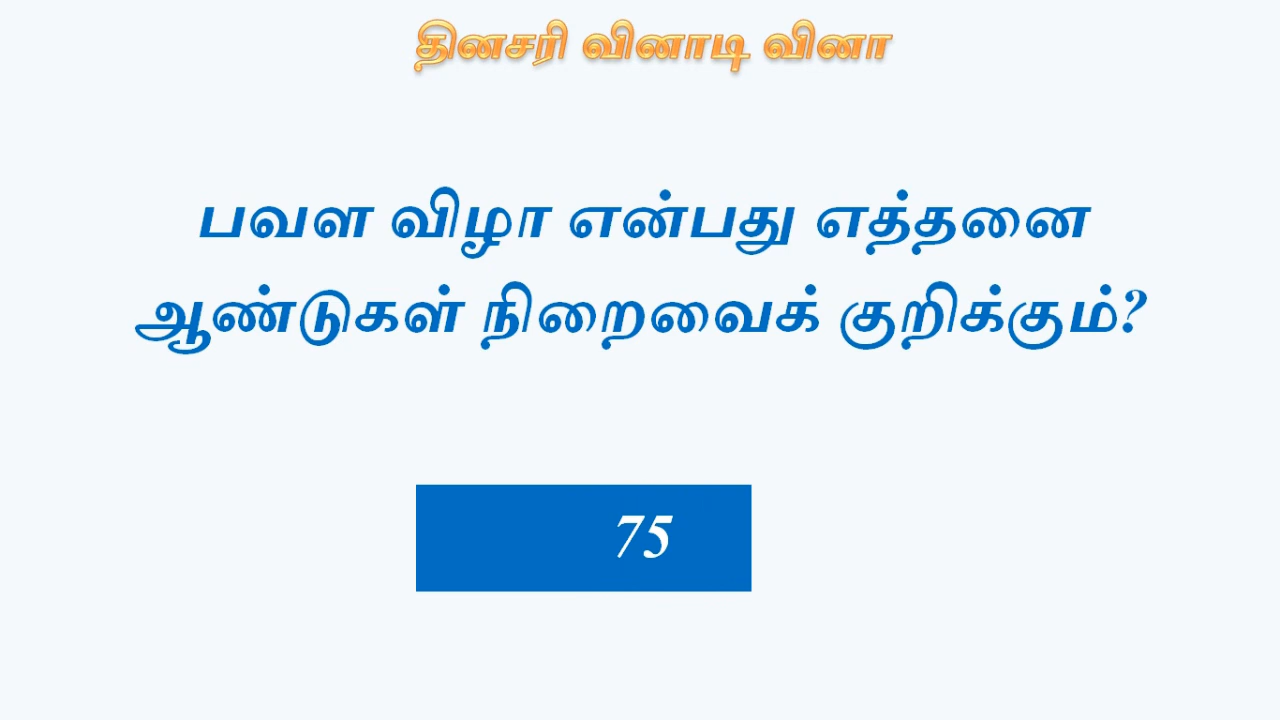 தினசரி வினாடி வினா
பவள விழா என்பது எத்தனை
ஆண்டுகள் நிறைவைக் குறிக்கும்?
75